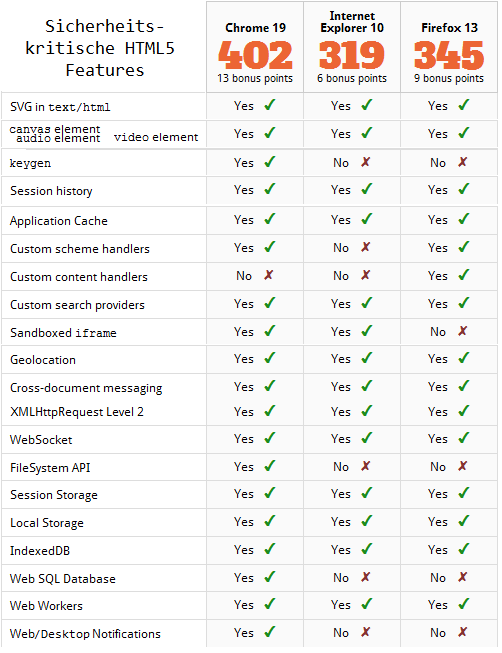 Sicherheits-
kritische HTML5
Features
Chrome 19
402
13 bonus points
Internet
Explorer 10
319
6 bonus points
Firefox 13
345
9 bonus points
SVG in text/html Yes ✔ Yes ✔ Yes ✔
canvas element
audio element video element Yes ✔ Yes ✔ Yes ✔
keygen Yes ✔ No ✘ No ✘
Session history Yes ✔ Yes ✔ Yes ✔
Application Cache Yes ✔ Yes ✔ Yes ✔
Custom scheme handlers Yes ✔ No ✘ Yes ✔
Custom content handlers No ✘ No ✘ Yes ✔
Custom search providers Yes ✔ Yes ✔ Yes ✔
Sandboxed iframe Yes ✔ Yes ✔ No ✘
Geolocation Yes ✔ Yes ✔ Yes ✔
Cross-document messaging Yes ✔ Yes ✔ Yes ✔
XMLHttpRequest Level 2 Yes ✔ Yes ✔ Yes ✔
WebSocket Yes ✔ Yes ✔ Yes ✔
FileSystem API Yes ✔ No ✘ No ✘
Session Storage Yes ✔ Yes ✔ Yes ✔
Local Storage Yes ✔ Yes ✔ Yes ✔
IndexedDB Yes ✔ Yes ✔ Yes ✔
Web SQL Database Yes ✔ No ✘ No ✘
Web Workers Yes ✔ Yes ✔ Yes ✔
Web/Desktop Notifications Yes ✔ No ✘ No ✘